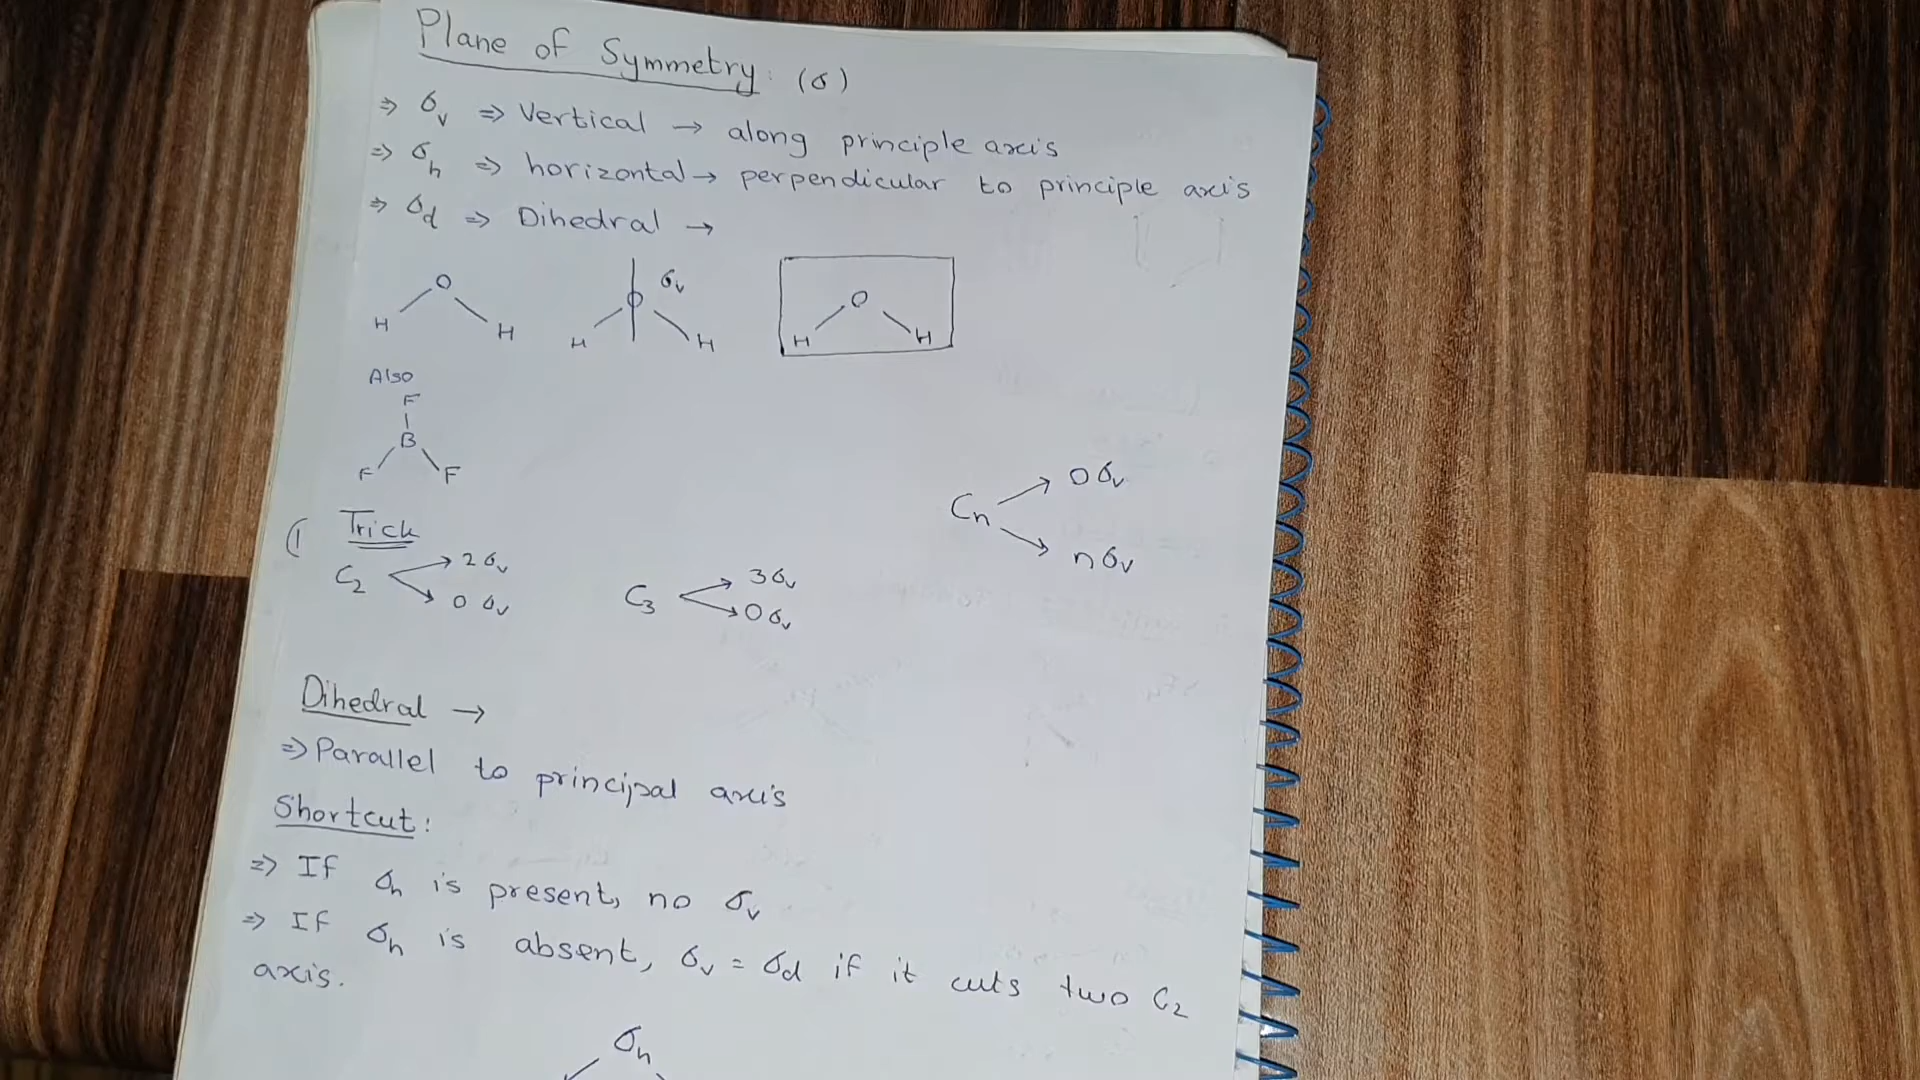 Plane of Symmetry: (σ)
⇒ σv ⇒ Vertical → along principle axis
⇒ σh ⇒ horizontal → perpendicular to principle axis
⇒ σd ⇒ Dihedral →
O H H
σv O H H
O H H
Also
F
B
F F
Cn → 0σv
→ nσv
(1 Trick
C2 → 2σv
→ 0σv
C3 → 3σv
→ 0σv
Dihedral →
⇒ Parallel to principal axis
Shortcut:
⇒ If σh is present, no σv
⇒ If σh is absent, σv = σd if it cuts two C2
axis.
σh